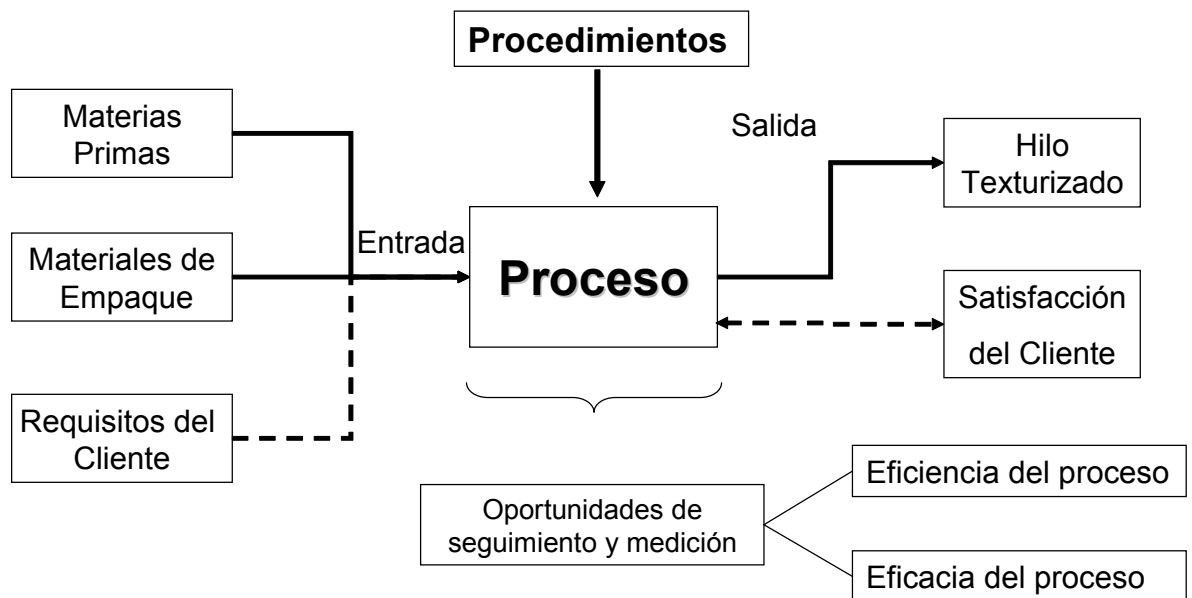 Procedimientos
Materias
Primas
Salida
Hilo
Texturizado
Entrada
Materiales de
Empaque
Proceso
Satisfacción
del Cliente
Requisitos del
Cliente
Oportunidades de
seguimiento y medición
Eficiencia del proceso
Eficacia del proceso